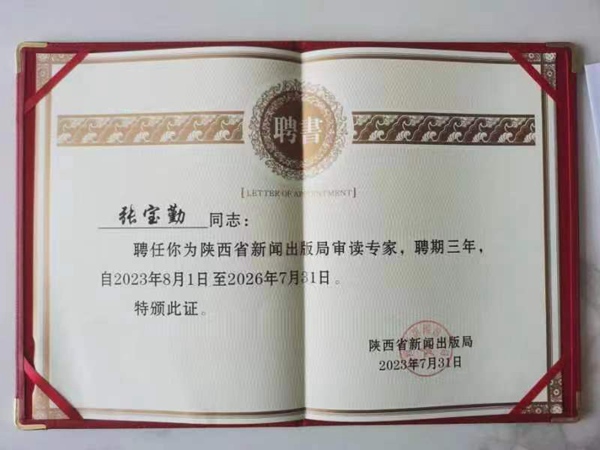 聘書
[ LETTER OF APPOINTMENT ]
张宝勤 同志：
聘任你为陕西省新闻出版局审读专家，聘期三年，
自2023年8月1日至2026年7月31日。
特颁此证。
陕西省新闻出版局
2023年7月31日